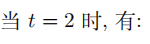 当 t = 2 时, 有: